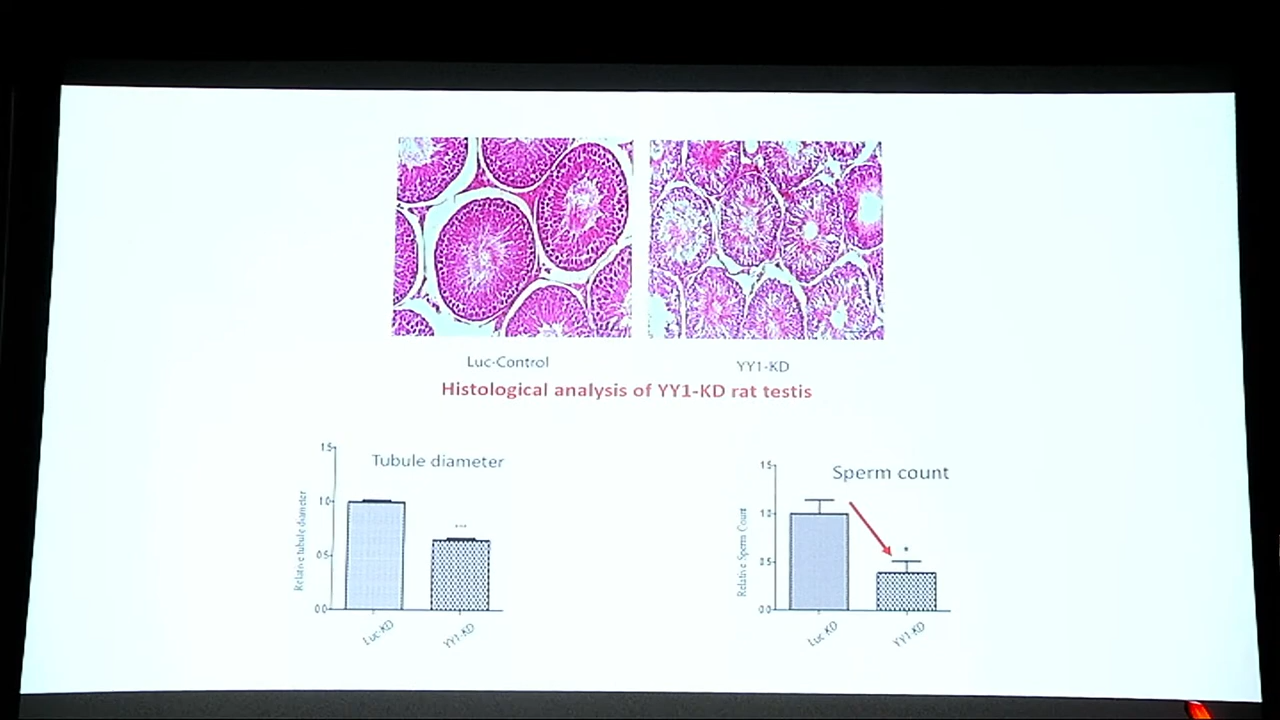 Luc-Control
YY1-KD
Histological analysis of YY1-KD rat testis
Tubule diameter
Relative tubule diameter
1.5
1.0
0.5
0.0
***
Luc-KD
YY1-KD
Sperm count
Relative Sperm Count
1.5
1.0
0.5
0.0
*
Luc-KD
YY1-KD